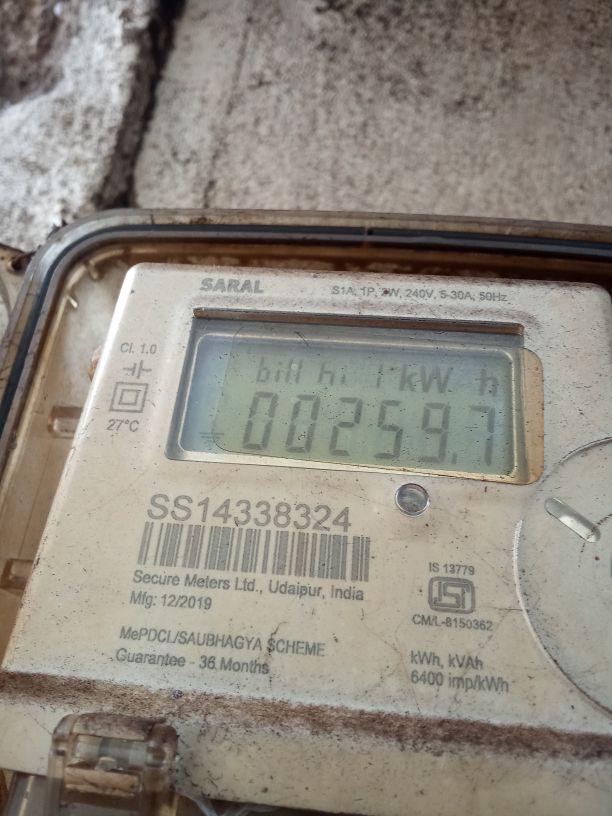 SARAL
S1A, 1P, 2W, 240V, 5-30A, 50Hz
Cl. 1.0
27°C
bill hi 1 kW h
00259.7
SS14338324
Secure Meters Ltd., Udaipur, India
Mfg: 12/2019
IS 13779
CM/L-8150362
MePDCL/SAUBHAGYA SCHEME
Guarantee - 36 Months
kWh, kVAh
6400 imp/kWh